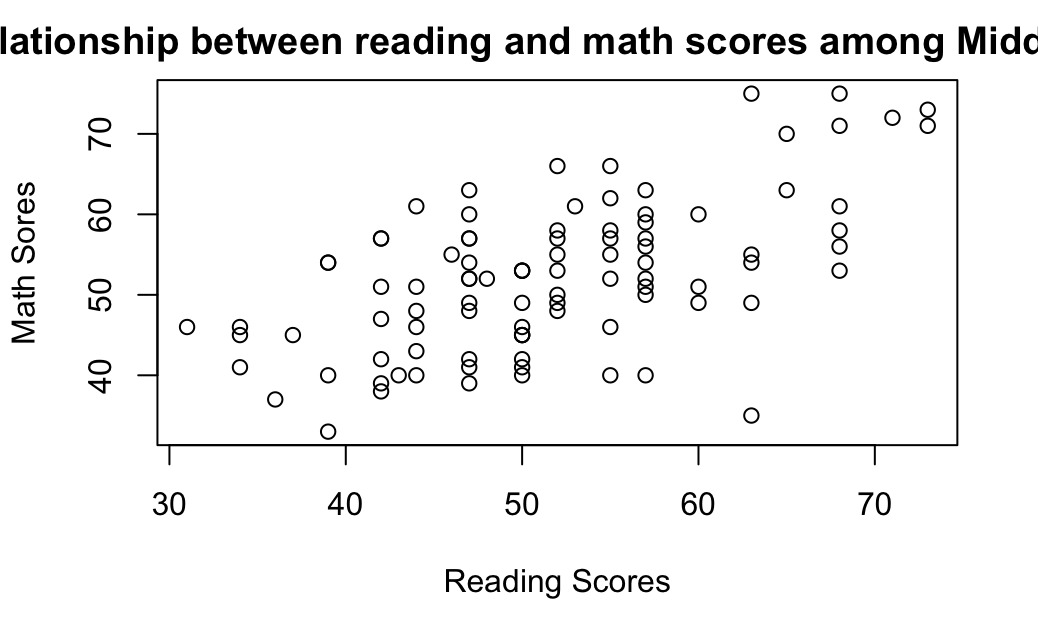 lationship between reading and math scores among Midd
Math Sores
70
60
50
40
30 40 50 60 70
Reading Scores